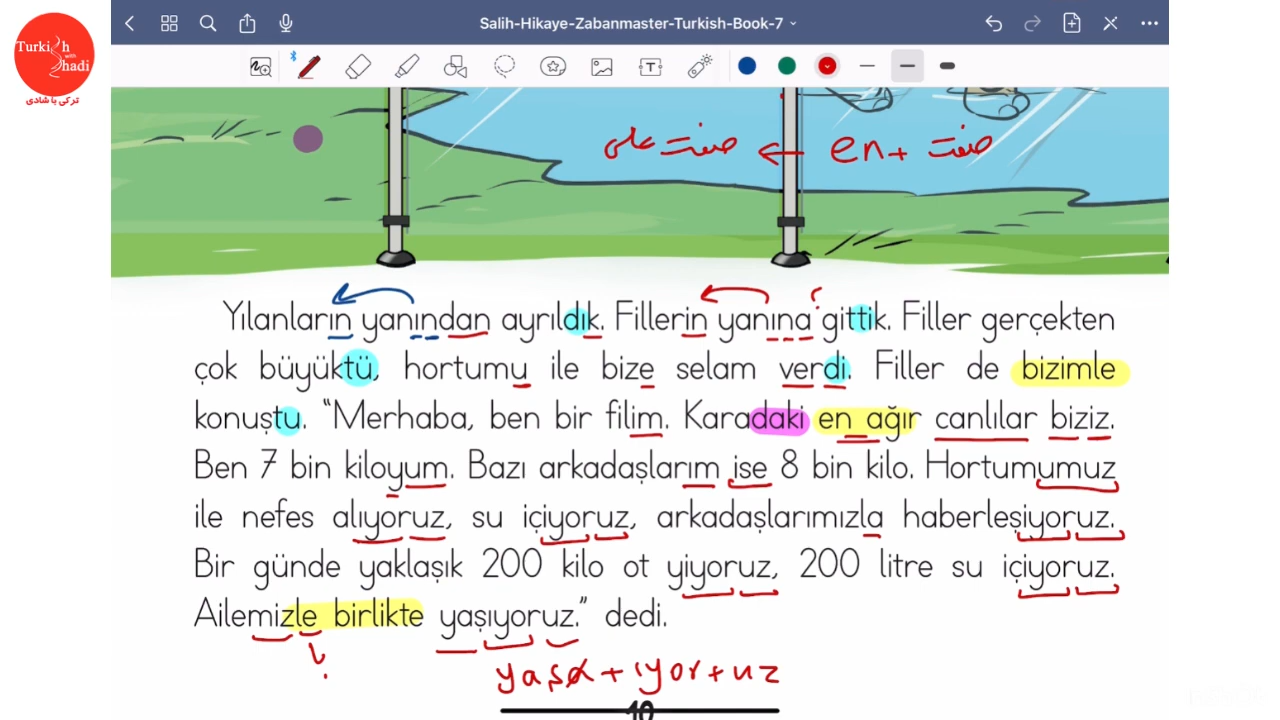 Turkish
with
Shadi
ترکی با شادی
Salih-Hikaye-Zabanmaster-Turkish-Book-7
صفت عالی ← en + صفت
Yılanların yanından ayrıldık. Fillerin yanına gittik. Filler gerçekten
çok büyüktü, hortumu ile bize selam verdi. Filler de bizimle
konuştu. “Merhaba, ben bir filim. Karadaki en ağır canlılar biziz.
Ben 7 bin kiloyum. Bazı arkadaşlarım ise 8 bin kilo. Hortumumuz
ile nefes alıyoruz, su içiyoruz, arkadaşlarımızla haberleşiyoruz.
Bir günde yaklaşık 200 kilo ot yiyoruz, 200 litre su içiyoruz.
Ailemizle birlikte yaşıyoruz.” dedi.
yaşa + ıyor + uz
10